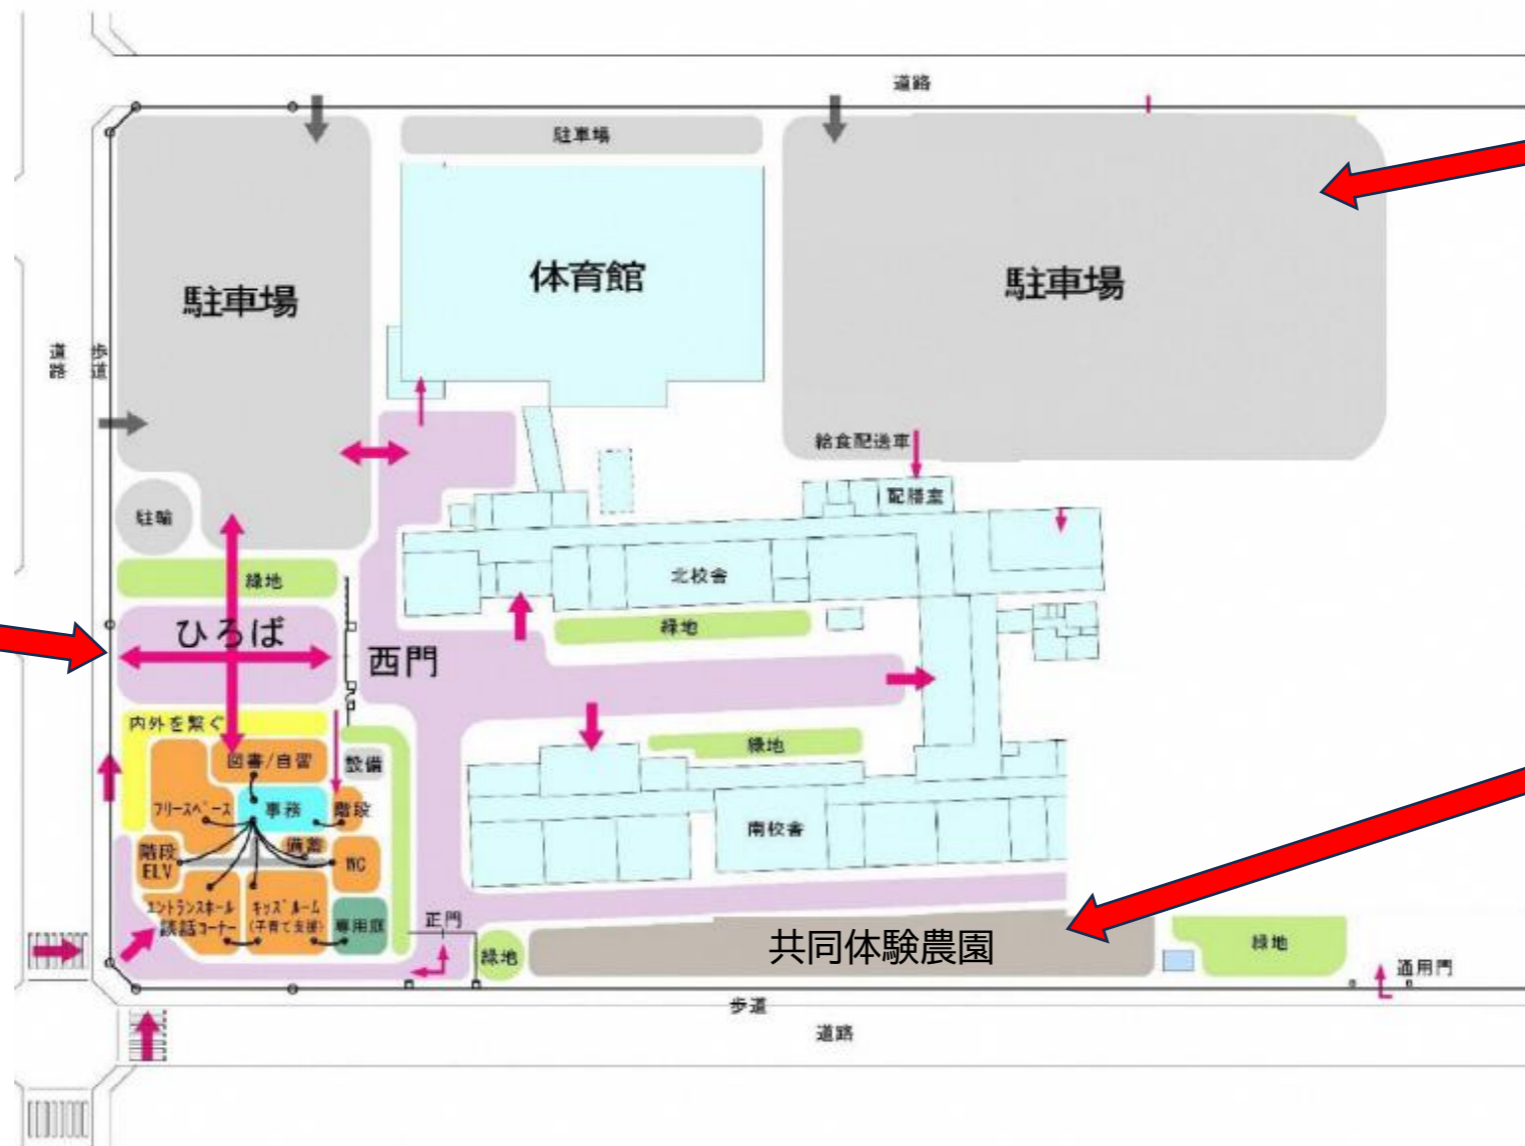 道路
駐車場
体育館
駐車場
駐車場
道路
歩道
給食配送車
配膳室
駐輪
緑地
北校舎
ひろば
緑地
西門
内外を繋ぐ
緑地
図書/自習
設備
フリースペース
事務
階段
南校舎
備蓄
階段
ELV
WC
エントランスホール
談話コーナー
キッズルーム
(子育て支援)
専用庭
正門
緑地
共同体験農園
緑地
通用門
歩道
道路